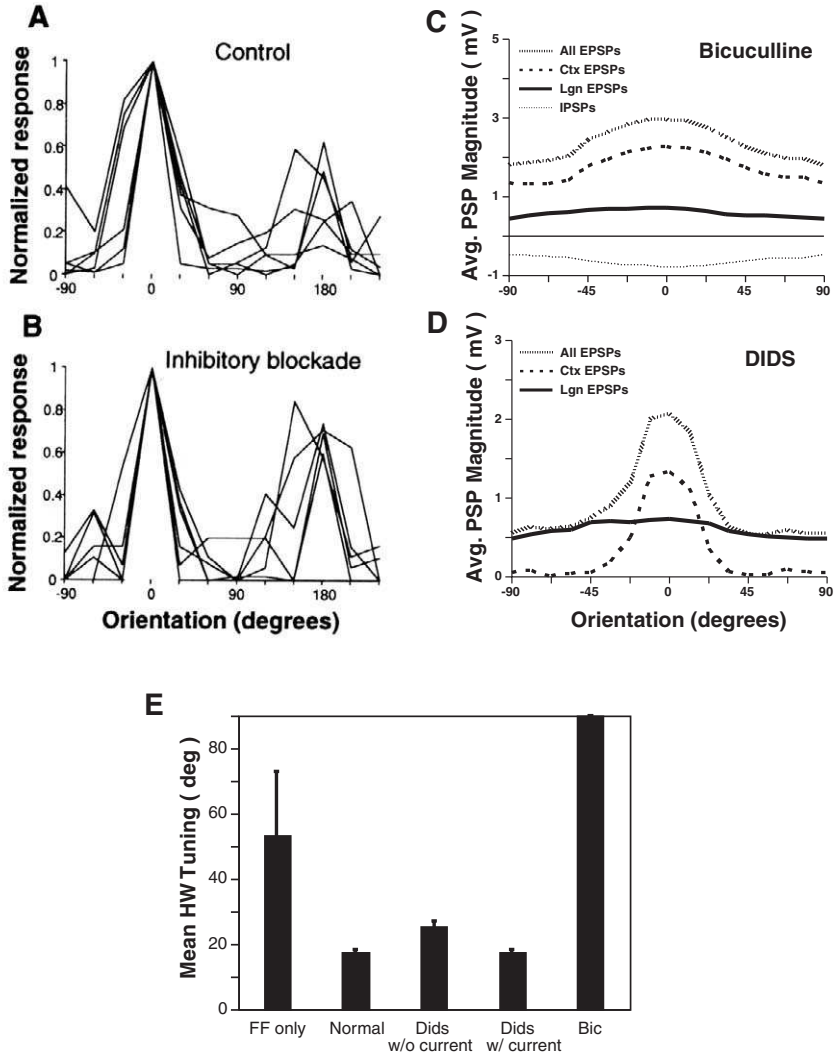 A
Control
Normalized response
1
0.8
0.6
0.4
0.2
0
-90
0
90
180
B
Inhibitory blockade
Normalized response
1
0.8
0.6
0.4
0.2
0
-90
0
90
180
Orientation (degrees)
C
Bicuculline
All EPSPs
Ctx EPSPs
Lgn EPSPs
IPSPs
Avg. PSP Magnitude ( mV )
5
3
1
-1
-90
-45
0
45
90
D
DIDS
All EPSPs
Ctx EPSPs
Lgn EPSPs
Avg. PSP Magnitude ( mV )
3
2
1
0
-90
-45
0
45
90
Orientation (degrees)
E
Mean HW Tuning ( deg )
80
60
40
20
0
FF only
Normal
Dids
w/o current
Dids
w/ current
Bic